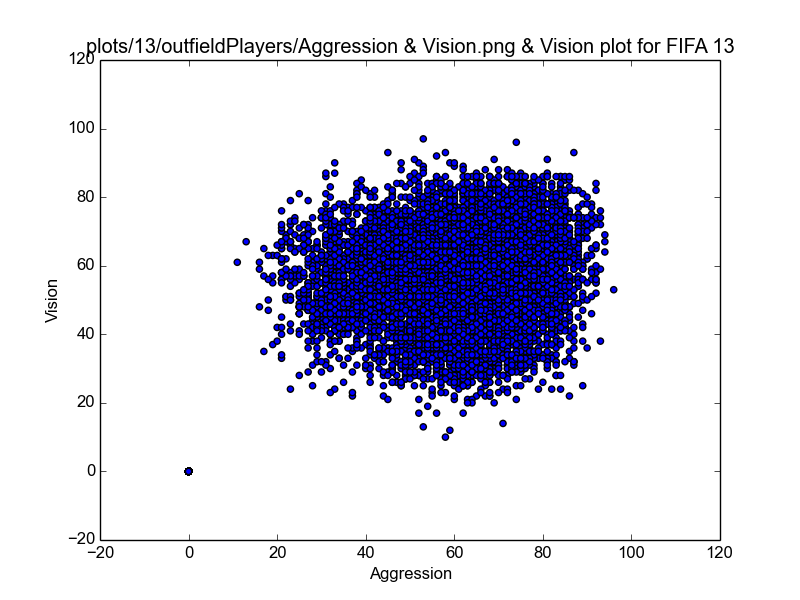 plots/13/outfieldPlayers/Aggression & Vision.png & Vision plot for FIFA 13
120
100
80
60
40
20
0
−20
Vision
−20 0 20 40 60 80 100 120
Aggression